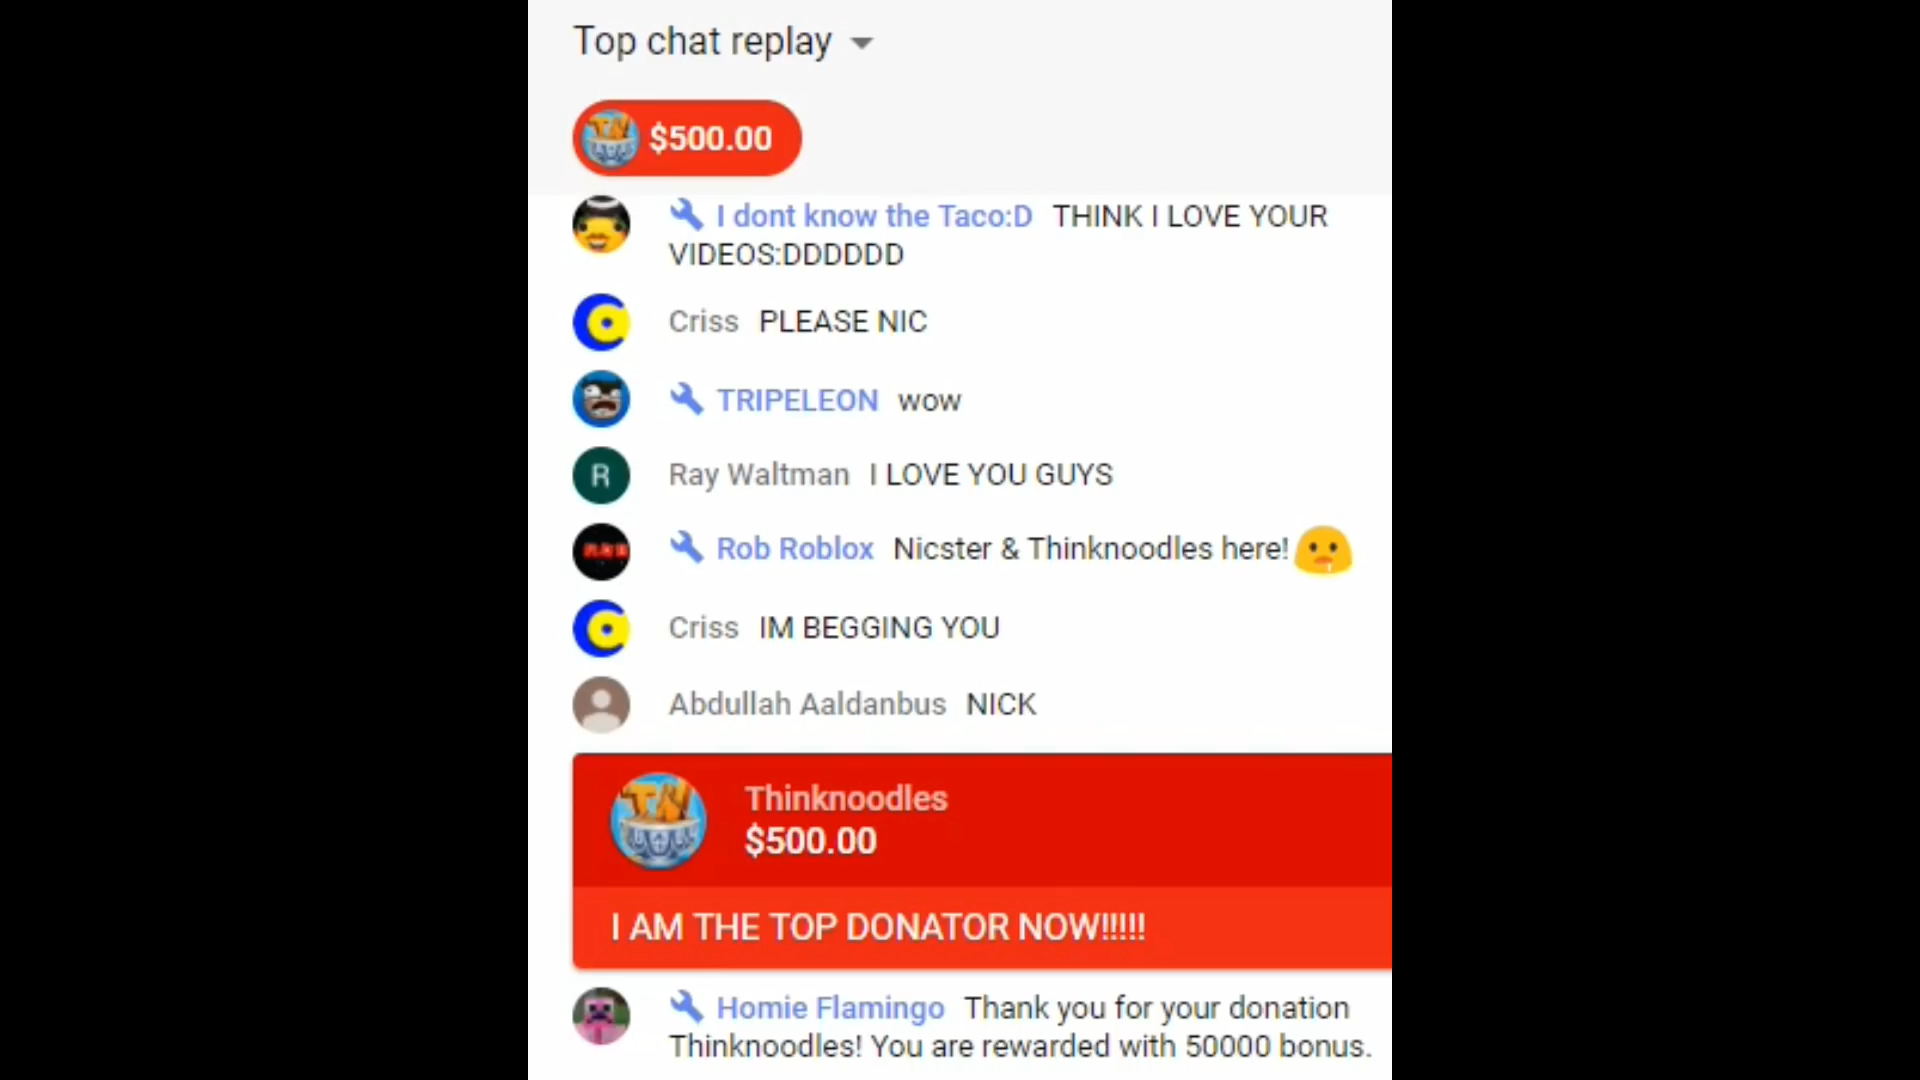 Top chat replay
$500.00
I dont know the Taco:D THINK I LOVE YOUR
VIDEOS:DDDDDD
Criss PLEASE NIC
TRIPELEON wow
R
Ray Waltman I LOVE YOU GUYS
Rob Roblox Nicster & Thinknoodles here!
Criss IM BEGGING YOU
Abdullah Aaldanbus NICK
TN
Thinknoodles
$500.00
I AM THE TOP DONATOR NOW!!!!!
Homie Flamingo Thank you for your donation
Thinknoodles! You are rewarded with 50000 bonus.